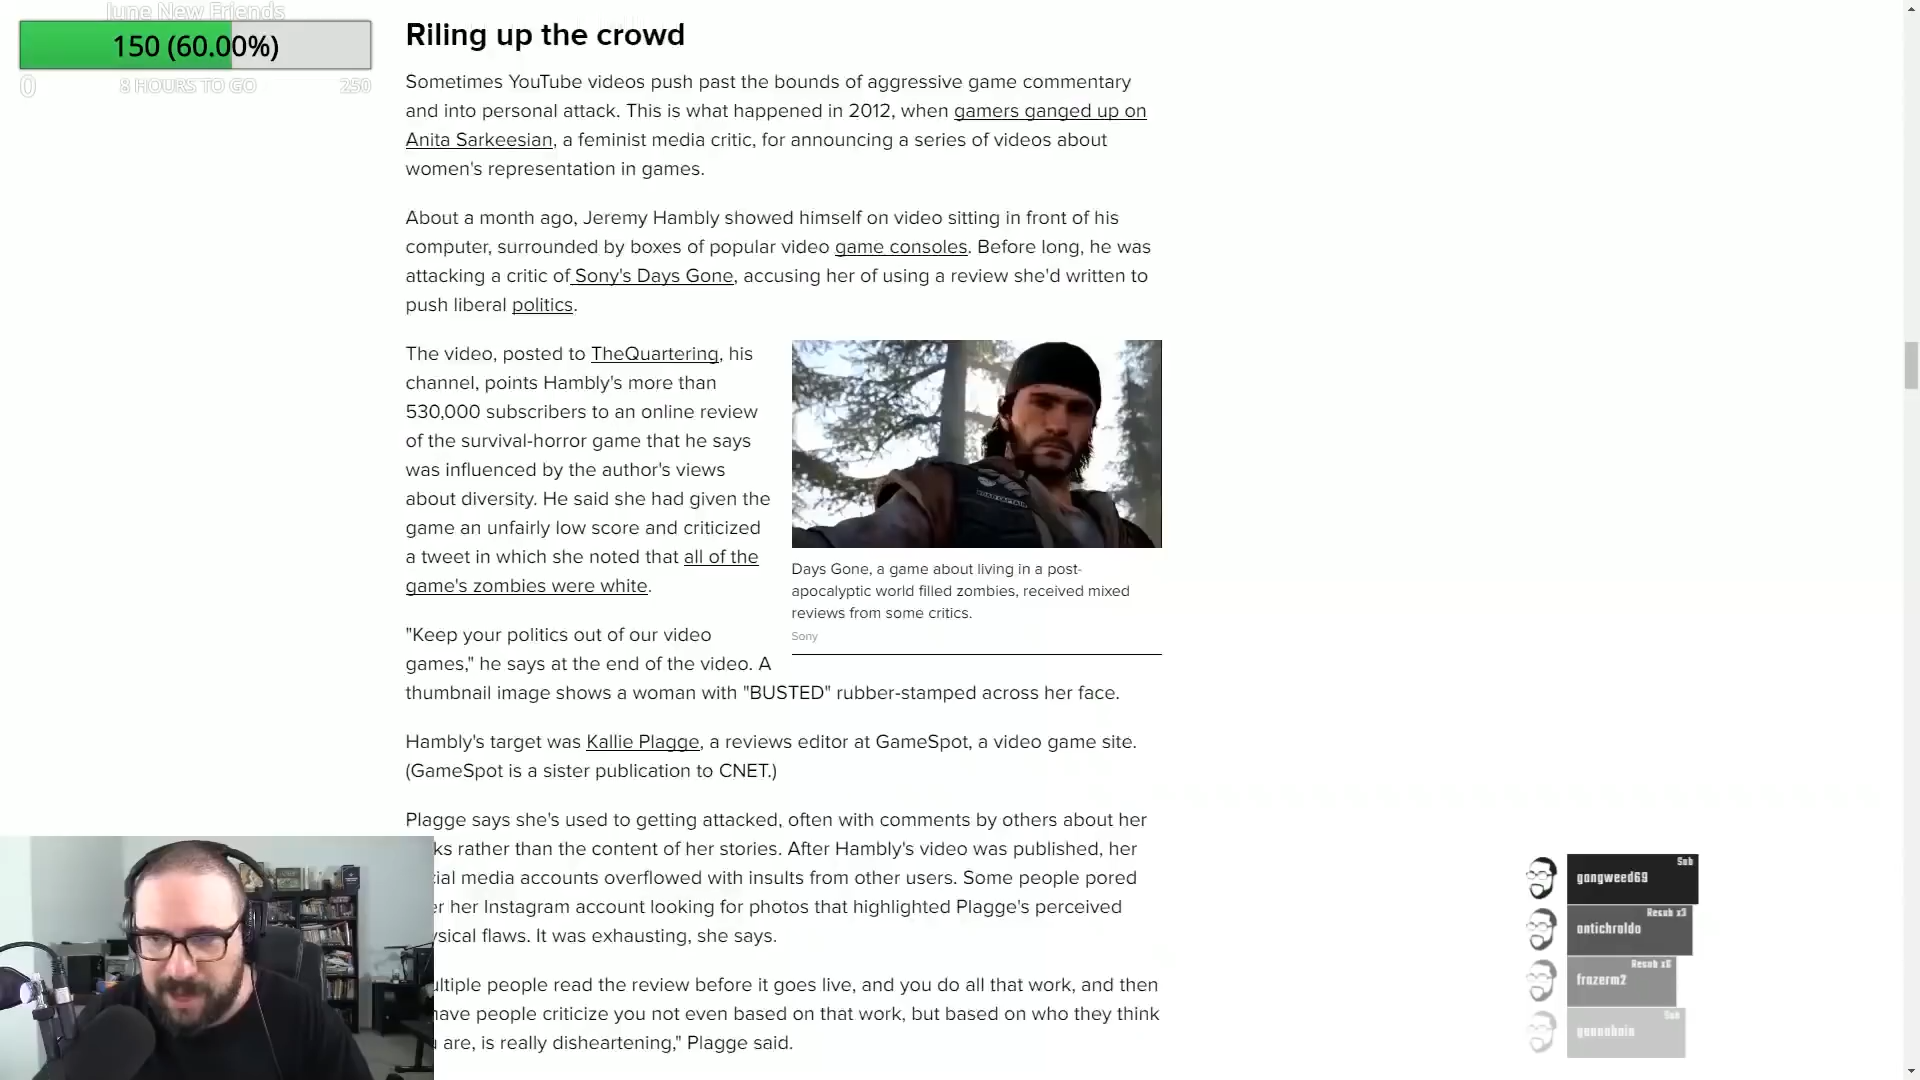 June New Friends
150 (60.00%)
0 8 HOURS TO GO 250
Riling up the crowd
Sometimes YouTube videos push past the bounds of aggressive game commentary
and into personal attack. This is what happened in 2012, when gamers ganged up on
Anita Sarkeesian, a feminist media critic, for announcing a series of videos about
women's representation in games.
About a month ago, Jeremy Hambly showed himself on video sitting in front of his
computer, surrounded by boxes of popular video game consoles. Before long, he was
attacking a critic of Sony's Days Gone, accusing her of using a review she'd written to
push liberal politics.
The video, posted to TheQuartering, his
channel, points Hambly's more than
530,000 subscribers to an online review
of the survival-horror game that he says
was influenced by the author's views
about diversity. He said she had given the
game an unfairly low score and criticized
a tweet in which she noted that all of the
game's zombies were white.
Days Gone, a game about living in a post-
apocalyptic world filled zombies, received mixed
reviews from some critics.
Sony
"Keep your politics out of our video
games," he says at the end of the video. A
thumbnail image shows a woman with "BUSTED" rubber-stamped across her face.
Hambly's target was Kallie Plagge, a reviews editor at GameSpot, a video game site.
(GameSpot is a sister publication to CNET.)
Plagge says she's used to getting attacked, often with comments by others about her
ks rather than the content of her stories. After Hambly's video was published, her
cial media accounts overflowed with insults from other users. Some people pored
er her Instagram account looking for photos that highlighted Plagge's perceived
ysical flaws. It was exhausting, she says.
ultiple people read the review before it goes live, and you do all that work, and then
have people criticize you not even based on that work, but based on who they think
are, is really disheartening," Plagge said.
Sub
gangweed69
Resub x3
antichraldo
Resub x6
frazerm2
Sub